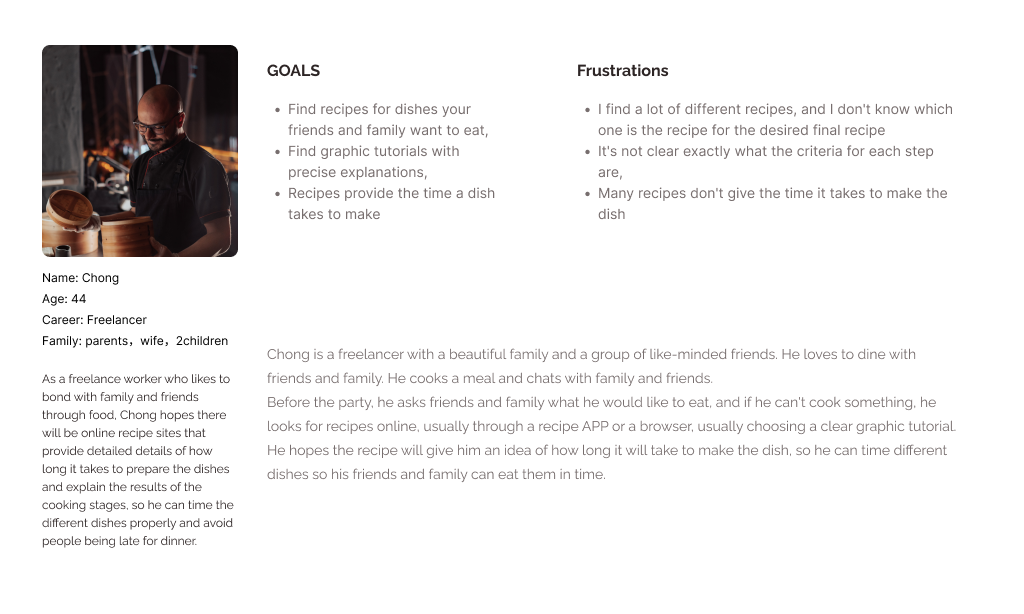 GOALS
Find recipes for dishes your
friends and family want to eat,
Find graphic tutorials with
precise explanations,
Recipes provide the time a dish
takes to make
Frustrations
I find a lot of different recipes, and I don't know which
one is the recipe for the desired final recipe
It's not clear exactly what the criteria for each step
are,
Many recipes don't give the time it takes to make the
dish
Name: Chong
Age: 44
Career: Freelancer
Family: parents，wife，2children
As a freelance worker who likes to
bond with family and friends
through food, Chong hopes there
will be online recipe sites that
provide detailed details of how
long it takes to prepare the dishes
and explain the results of the
cooking stages, so he can time the
different dishes properly and avoid
people being late for dinner.
Chong is a freelancer with a beautiful family and a group of like-minded friends. He loves to dine with
friends and family. He cooks a meal and chats with family and friends.
Before the party, he asks friends and family what he would like to eat, and if he can't cook something, he
looks for recipes online, usually through a recipe APP or a browser, usually choosing a clear graphic tutorial.
He hopes the recipe will give him an idea of how long it will take to make the dish, so he can time different
dishes so his friends and family can eat them in time.